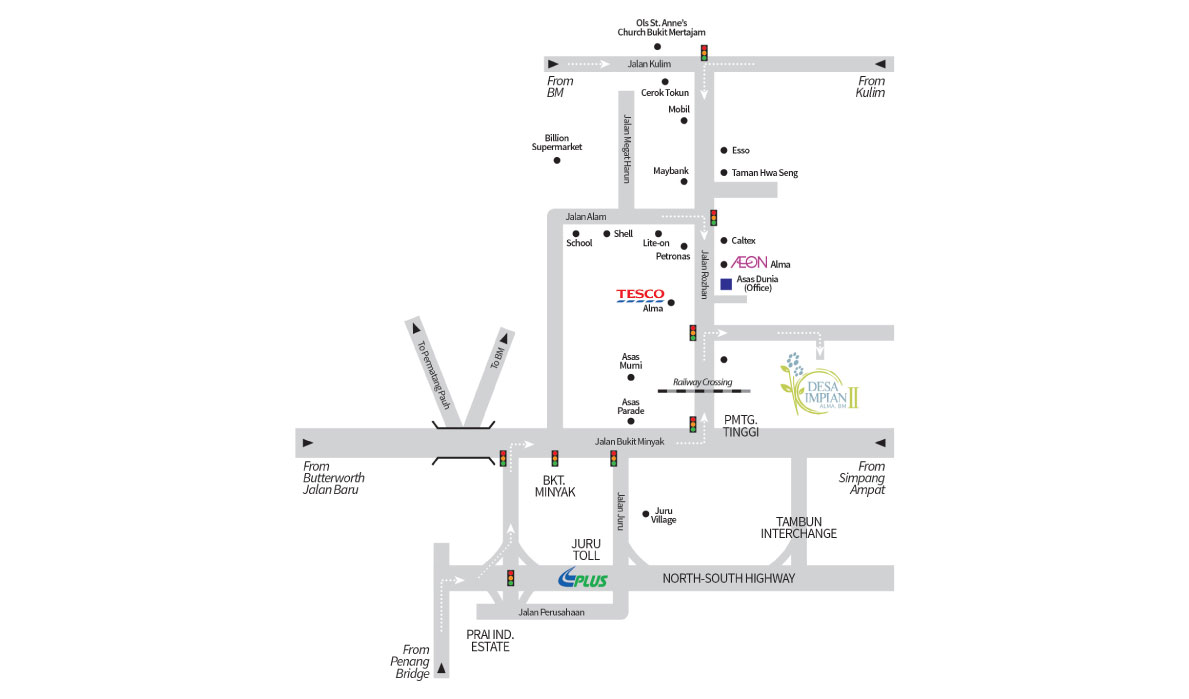 Ols St. Anne's
Church Bukit Mertajam
Jalan Kulim
From
BM
From
Kulim
Cerok Tokun
Mobil
Jalan Megat Harun
Billion
Supermarket
Esso
Maybank
Taman Hwa Seng
Jalan Alam
School
Shell
Lite-on
Petronas
Caltex
AEON Alma
Asas Dunia
(Office)
Jalan Rozhan
TESCO
Alma
To Permatang Pauh
To BM
Asas
Murni
Railway Crossing
DESA
IMPIAN II
ALMA, BM
Asas
Parade
PMTG.
TINGGI
Jalan Bukit Minyak
From
Butterworth
Jalan Baru
From
Simpang
Ampat
BKT.
MINYAK
Jalan Juru
Juru
Village
TAMBUN
INTERCHANGE
JURU
TOLL
PLUS
NORTH-SOUTH HIGHWAY
Jalan Perusahaan
PRAI IND.
ESTATE
From
Penang
Bridge